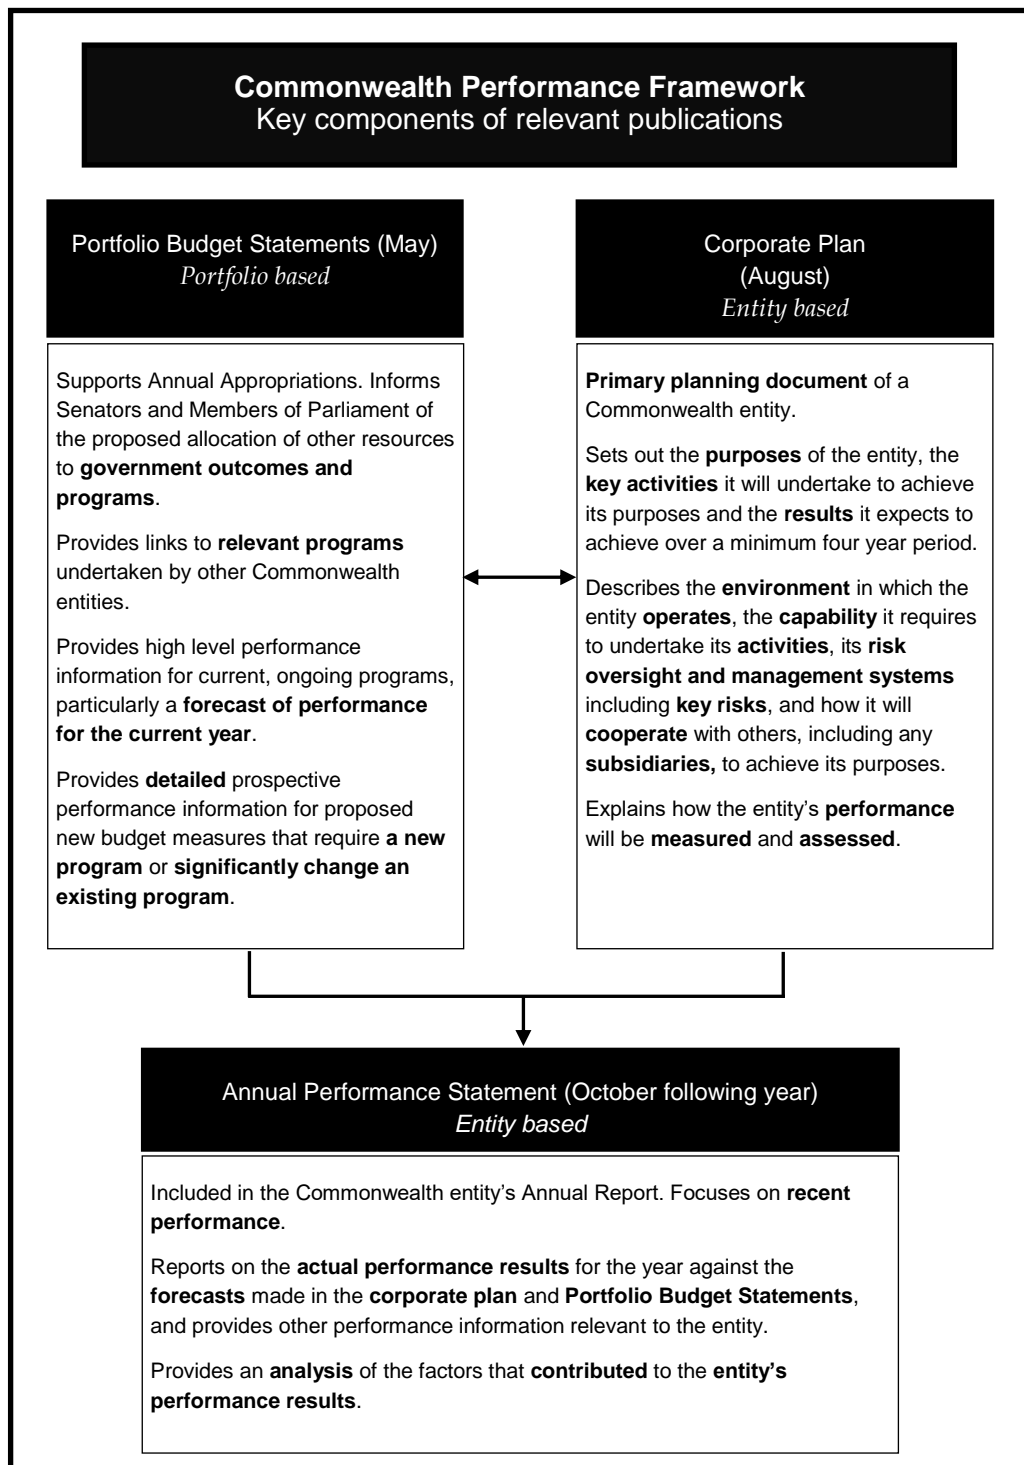 Commonwealth Performance Framework
Key components of relevant publications
Portfolio Budget Statements (May)
Portfolio based
Supports Annual Appropriations. Informs
Senators and Members of Parliament of
the proposed allocation of other resources
to government outcomes and
programs.
Provides links to relevant programs
undertaken by other Commonwealth
entities.
Provides high level performance
information for current, ongoing programs,
particularly a forecast of performance
for the current year.
Provides detailed prospective
performance information for proposed
new budget measures that require a new
program or significantly change an
existing program.
Corporate Plan
(August)
Entity based
Primary planning document of a
Commonwealth entity.
Sets out the purposes of the entity, the
key activities it will undertake to achieve
its purposes and the results it expects to
achieve over a minimum four year period.
Describes the environment in which the
entity operates, the capability it requires
to undertake its activities, its risk
oversight and management systems
including key risks, and how it will
cooperate with others, including any
subsidiaries, to achieve its purposes.
Explains how the entity's performance
will be measured and assessed.
Annual Performance Statement (October following year)
Entity based
Included in the Commonwealth entity's Annual Report. Focuses on recent
performance.
Reports on the actual performance results for the year against the
forecasts made in the corporate plan and Portfolio Budget Statements,
and provides other performance information relevant to the entity.
Provides an analysis of the factors that contributed to the entity's
performance results.